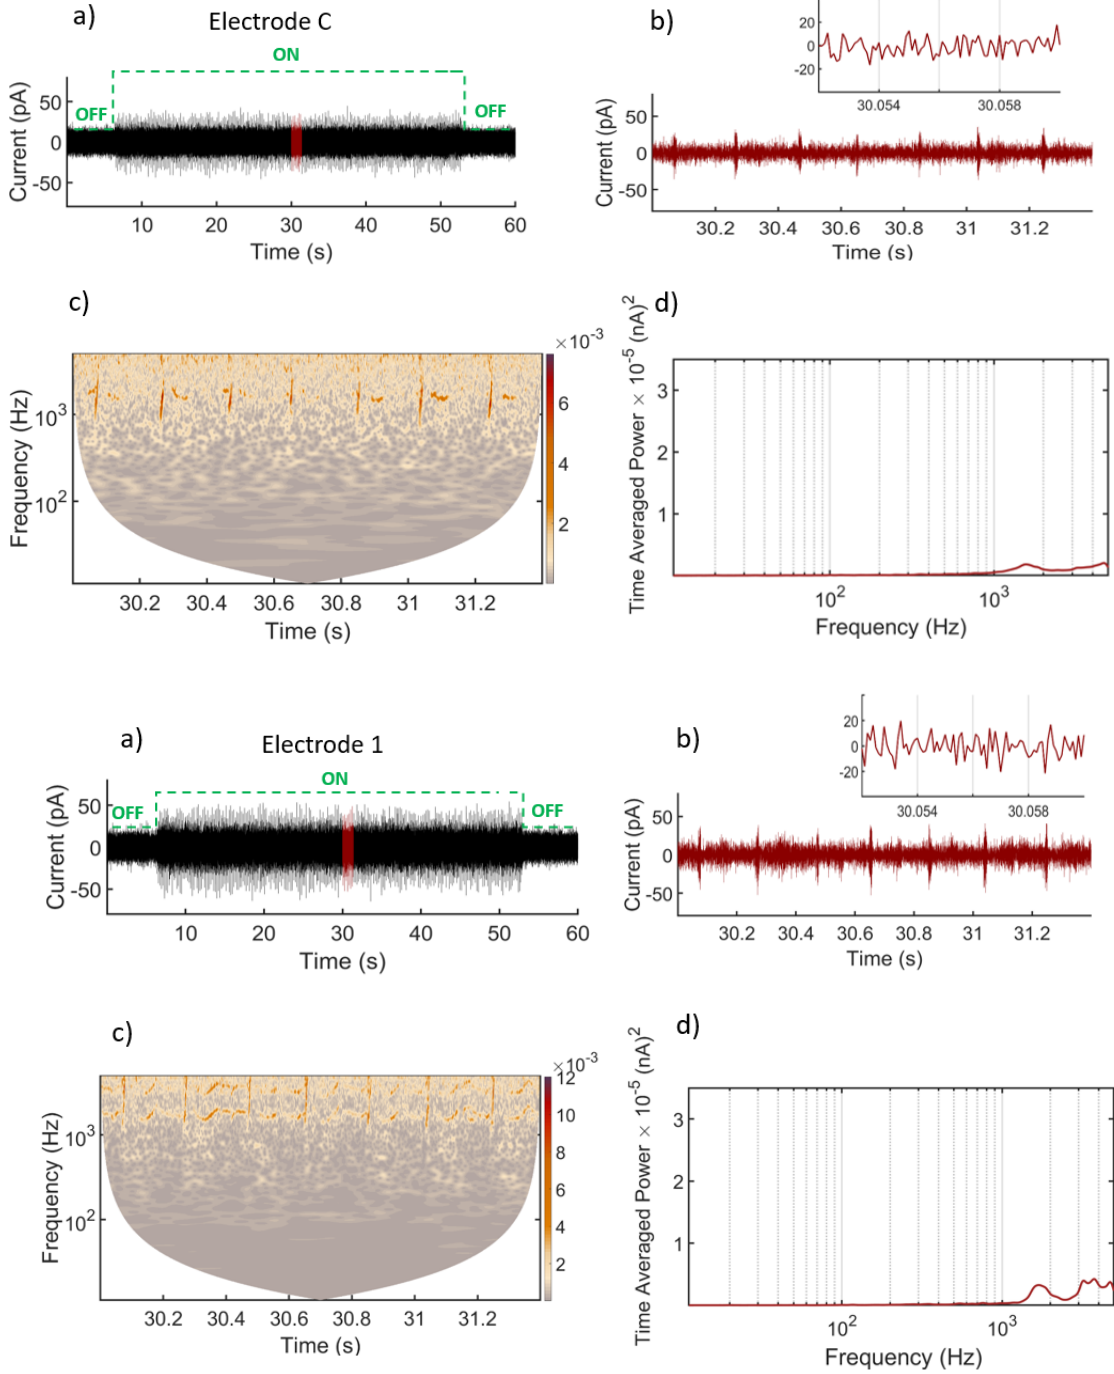 a)
Electrode C
ON
OFF
OFF
Current (pA)
50
0
-50
10
20
30
40
50
60
Time (s)
b)
20
0
-20
30.054
30.058
Current (pA)
50
0
-50
30.2
30.4
30.6
30.8
31
31.2
Time (s)
c)
×10-3
6
4
2
Frequency (Hz)
103
102
30.2
30.4
30.6
30.8
31
31.2
Time (s)
d)
Time Averaged Power × 10-5 (nA)2
3
2
1
102
103
Frequency (Hz)
a)
Electrode 1
ON
OFF
OFF
Current (pA)
50
0
-50
10
20
30
40
50
60
Time (s)
b)
20
0
-20
30.054
30.058
Current (pA)
50
0
-50
30.2
30.4
30.6
30.8
31
31.2
Time (s)
c)
×10-3
12
10
8
6
4
2
Frequency (Hz)
103
102
30.2
30.4
30.6
30.8
31
31.2
Time (s)
d)
Time Averaged Power × 10-5 (nA)2
3
2
1
102
103
Frequency (Hz)